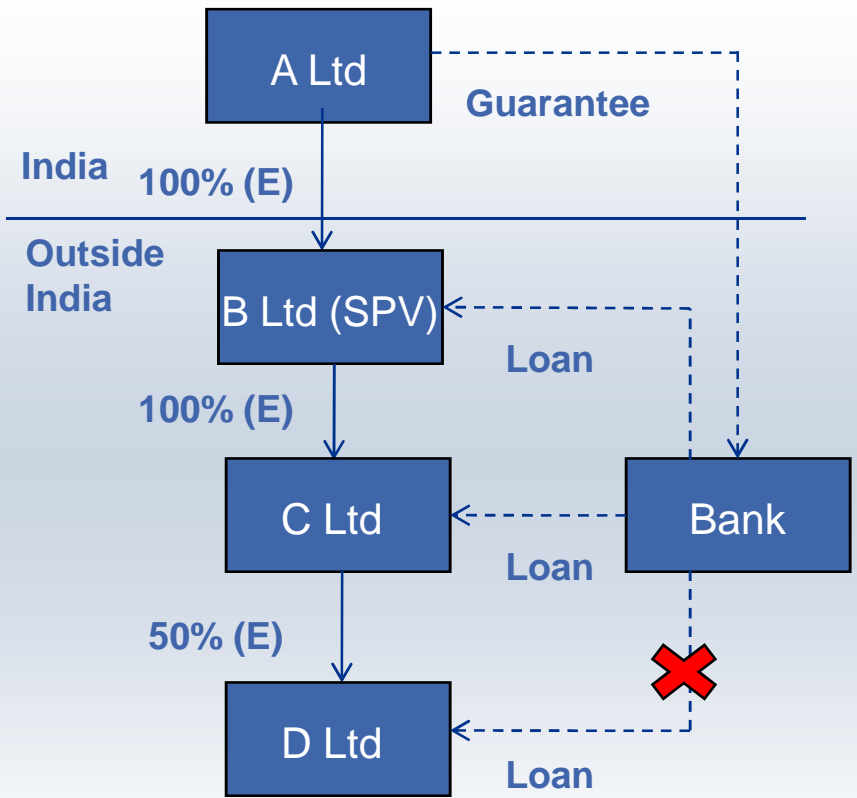 A Ltd
Guarantee
India
100% (E)
Outside
India
B Ltd (SPV)
Loan
100% (E)
C Ltd
Bank
Loan
50% (E)
D Ltd
Loan